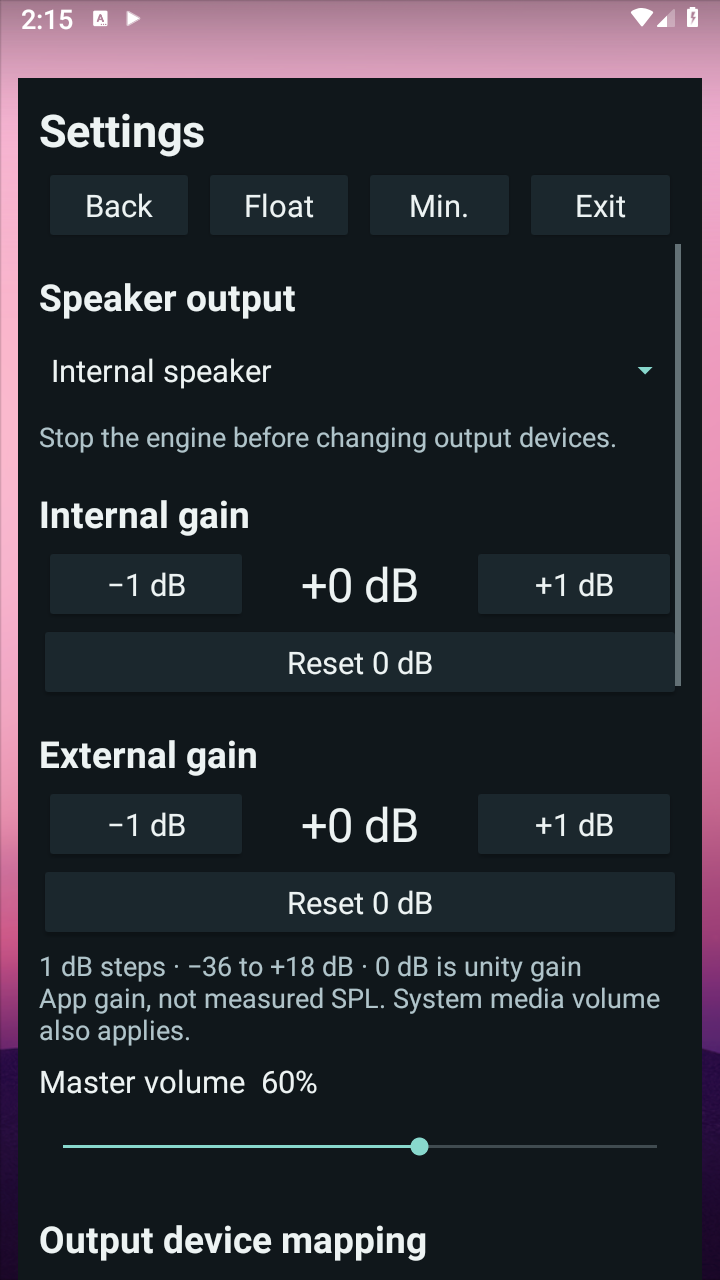 2:15
Settings
Back Float Min. Exit
Speaker output
Internal speaker
Stop the engine before changing output devices.
Internal gain
−1 dB +0 dB +1 dB
Reset 0 dB
External gain
−1 dB +0 dB +1 dB
Reset 0 dB
1 dB steps · −36 to +18 dB · 0 dB is unity gain
App gain, not measured SPL. System media volume
also applies.
Master volume 60%
Output device mapping